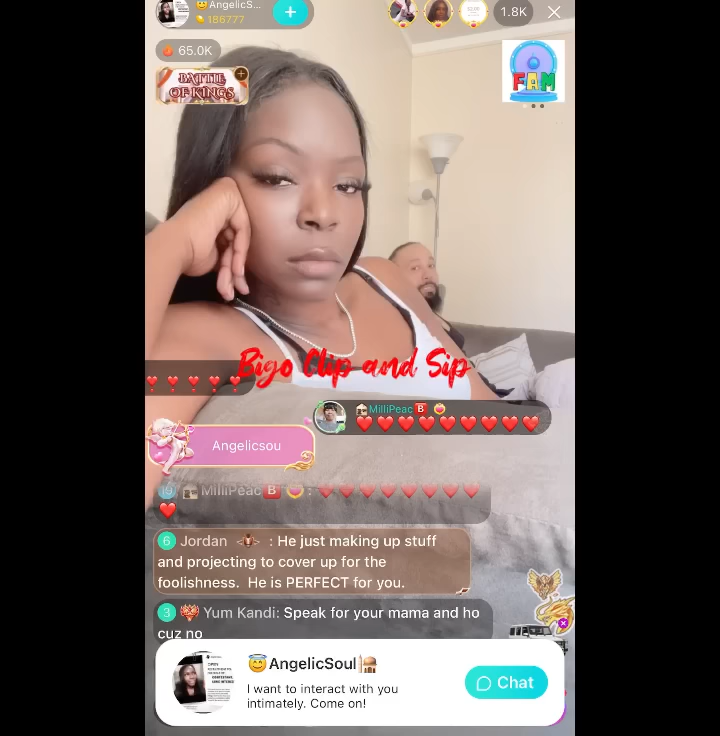 😇AngelicS...
186777
+
1.8K
65.0K
BATTLE
OF KINGS
FAM
Bigo Clip and Sip
MilliPeac B
Angelicsou
MilliPeac B :
6 Jordan : He just making up stuff
and projecting to cover up for the
foolishness. He is PERFECT for you.
3 Yum Kandi: Speak for your mama and ho
cuz no
😇AngelicSoul🕌
I want to interact with you
intimately. Come on!
Chat